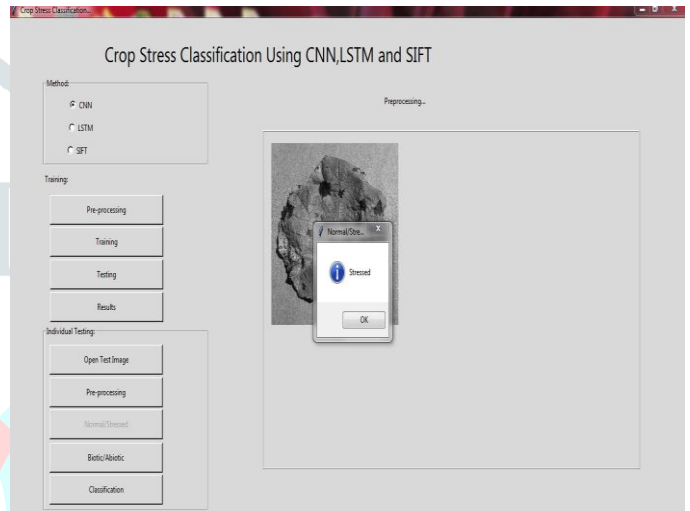 Crop Stress Classification...
Crop Stress Classification Using CNN,LSTM and SIFT
Method:
CNN
LSTM
SIFT
Preprocessing...
Training:
Pre-processing
Training
Testing
Results
Normal/Stre...
Stressed
OK
Individual Testing:
Open Test Image
Pre-processing
Normal/Stressed
Biotic/Abiotic
Classification